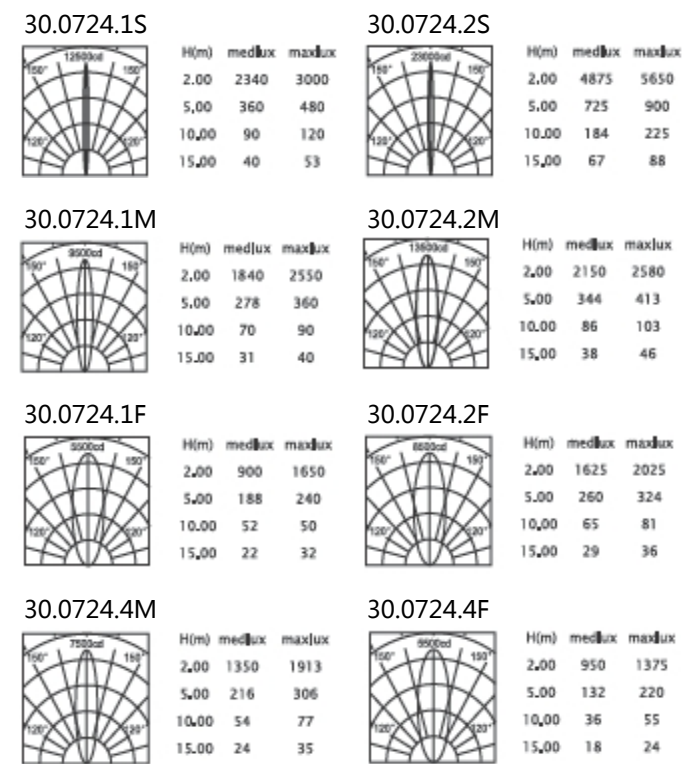 30.0724.1S
12500cd
150° 150°
120° 120°
H(m) medlux maxlux
2.00 2340 3000
5.00 360 480
10.00 90 120
15.00 40 53
30.0724.2S
23000cd
150° 150°
120° 120°
H(m) medlux maxlux
2.00 4875 5650
5.00 725 900
10.00 184 225
15.00 67 88
30.0724.1M
9500cd
150° 150°
120° 120°
H(m) medlux maxlux
2.00 1840 2550
5.00 278 360
10.00 70 90
15.00 31 40
30.0724.2M
13500cd
150° 150°
120° 120°
H(m) medlux maxlux
2.00 2150 2580
5.00 344 413
10.00 86 103
15.00 38 46
30.0724.1F
5500cd
150° 150°
120° 120°
H(m) medlux maxlux
2.00 900 1650
5.00 188 240
10.00 52 50
15.00 22 32
30.0724.2F
150° 150°
120° 120°
H(m) medlux maxlux
2.00 1625 2025
5.00 260 324
10.00 65 81
15.00 29 36
30.0724.4M
7500cd
150° 150°
120° 120°
H(m) medlux maxlux
2.00 1350 1913
5.00 216 306
10.00 54 77
15.00 24 35
30.0724.4F
150° 150°
120° 120°
H(m) medlux maxlux
2.00 950 1375
5.00 132 220
10.00 36 55
15.00 18 24